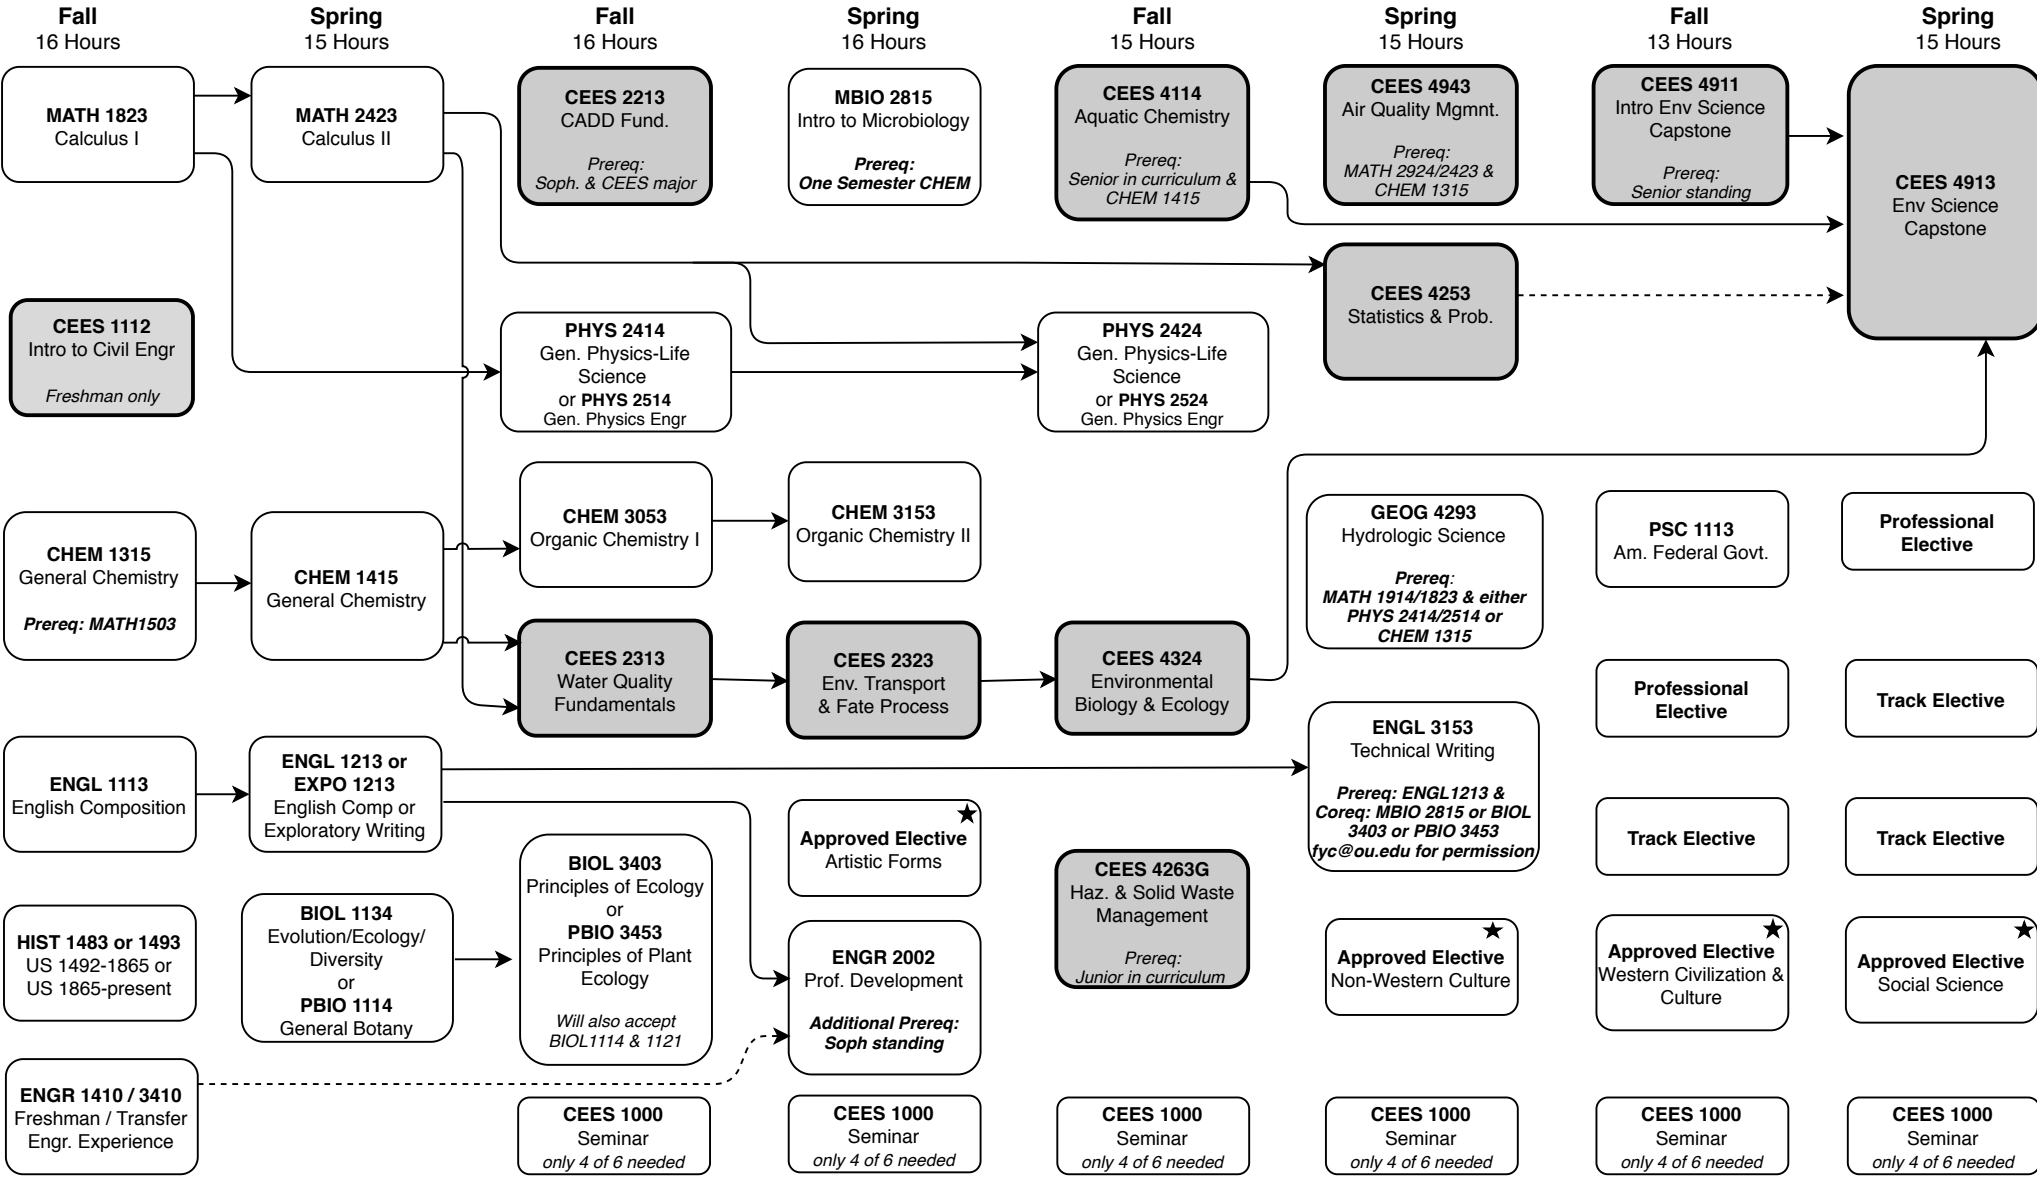 Fall
16 Hours
Spring
15 Hours
Fall
16 Hours
Spring
16 Hours
Fall
15 Hours
Spring
15 Hours
Fall
13 Hours
Spring
15 Hours
MATH 1823
Calculus I
MATH 2423
Calculus II
CEES 2213
CADD Fund.
Prereq:
Soph. & CEES major
MBIO 2815
Intro to Microbiology
Prereq:
One Semester CHEM
CEES 4114
Aquatic Chemistry
Prereq:
Senior in curriculum &
CHEM 1415
CEES 4943
Air Quality Mgmnt.
Prereq:
MATH 2924/2423 &
CHEM 1315
CEES 4911
Intro Env Science
Capstone
Prereq:
Senior standing
CEES 4913
Env Science
Capstone
CEES 1112
Intro to Civil Engr
Freshman only
PHYS 2414
Gen. Physics-Life
Science
or PHYS 2514
Gen. Physics Engr
PHYS 2424
Gen. Physics-Life
Science
or PHYS 2524
Gen. Physics Engr
CEES 4253
Statistics & Prob.
CHEM 1315
General Chemistry
Prereq: MATH1503
CHEM 1415
General Chemistry
CHEM 3053
Organic Chemistry I
CHEM 3153
Organic Chemistry II
GEOG 4293
Hydrologic Science
Prereq:
MATH 1914/1823 & either
PHYS 2414/2514 or
CHEM 1315
PSC 1113
Am. Federal Govt.
Professional
Elective
CEES 2313
Water Quality
Fundamentals
CEES 2323
Env. Transport
& Fate Process
CEES 4324
Environmental
Biology & Ecology
Professional
Elective
Track Elective
ENGL 1113
English Composition
ENGL 1213 or
EXPO 1213
English Comp or
Exploratory Writing
ENGL 3153
Technical Writing
Prereq: ENGL1213 &
Coreq: MBIO 2815 or BIOL
3403 or PBIO 3453
fyc@ou.edu for permission
Approved Elective
Artistic Forms
Track Elective
Track Elective
HIST 1483 or 1493
US 1492-1865 or
US 1865-present
BIOL 1134
Evolution/Ecology/
Diversity
or
PBIO 1114
General Botany
BIOL 3403
Principles of Ecology
or
PBIO 3453
Principles of Plant
Ecology
Will also accept
BIOL1114 & 1121
ENGR 2002
Prof. Development
Additional Prereq:
Soph standing
CEES 4263G
Haz. & Solid Waste
Management
Prereq:
Junior in curriculum
Approved Elective
Non-Western Culture
Approved Elective
Western Civilization &
Culture
Approved Elective
Social Science
ENGR 1410 / 3410
Freshman / Transfer
Engr. Experience
CEES 1000
Seminar
only 4 of 6 needed
CEES 1000
Seminar
only 4 of 6 needed
CEES 1000
Seminar
only 4 of 6 needed
CEES 1000
Seminar
only 4 of 6 needed
CEES 1000
Seminar
only 4 of 6 needed
CEES 1000
Seminar
only 4 of 6 needed